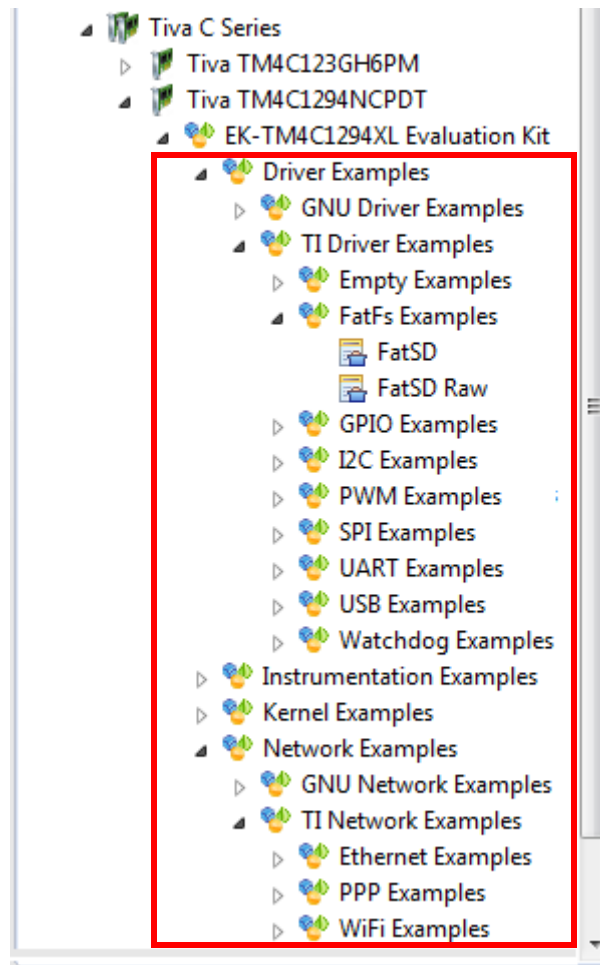 Tiva C Series
Tiva TM4C123GH6PM
Tiva TM4C1294NCPDT
EK-TM4C1294XL Evaluation Kit
Driver Examples
GNU Driver Examples
TI Driver Examples
Empty Examples
FatFs Examples
FatSD
FatSD Raw
GPIO Examples
I2C Examples
PWM Examples
SPI Examples
UART Examples
USB Examples
Watchdog Examples
Instrumentation Examples
Kernel Examples
Network Examples
GNU Network Examples
TI Network Examples
Ethernet Examples
PPP Examples
WiFi Examples